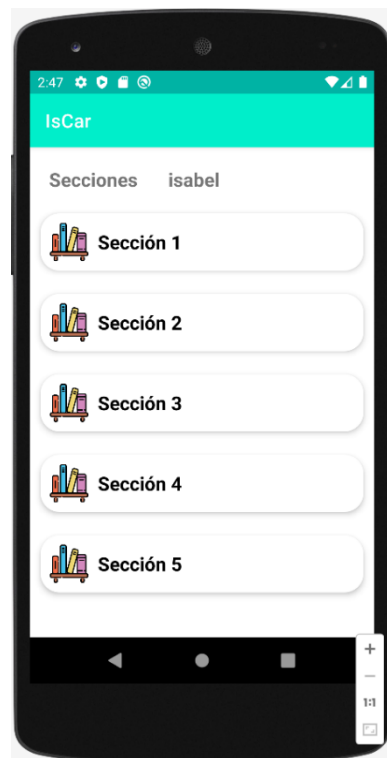 2:47
IsCar
Secciones isabel
Sección 1
Sección 2
Sección 3
Sección 4
Sección 5
1:1